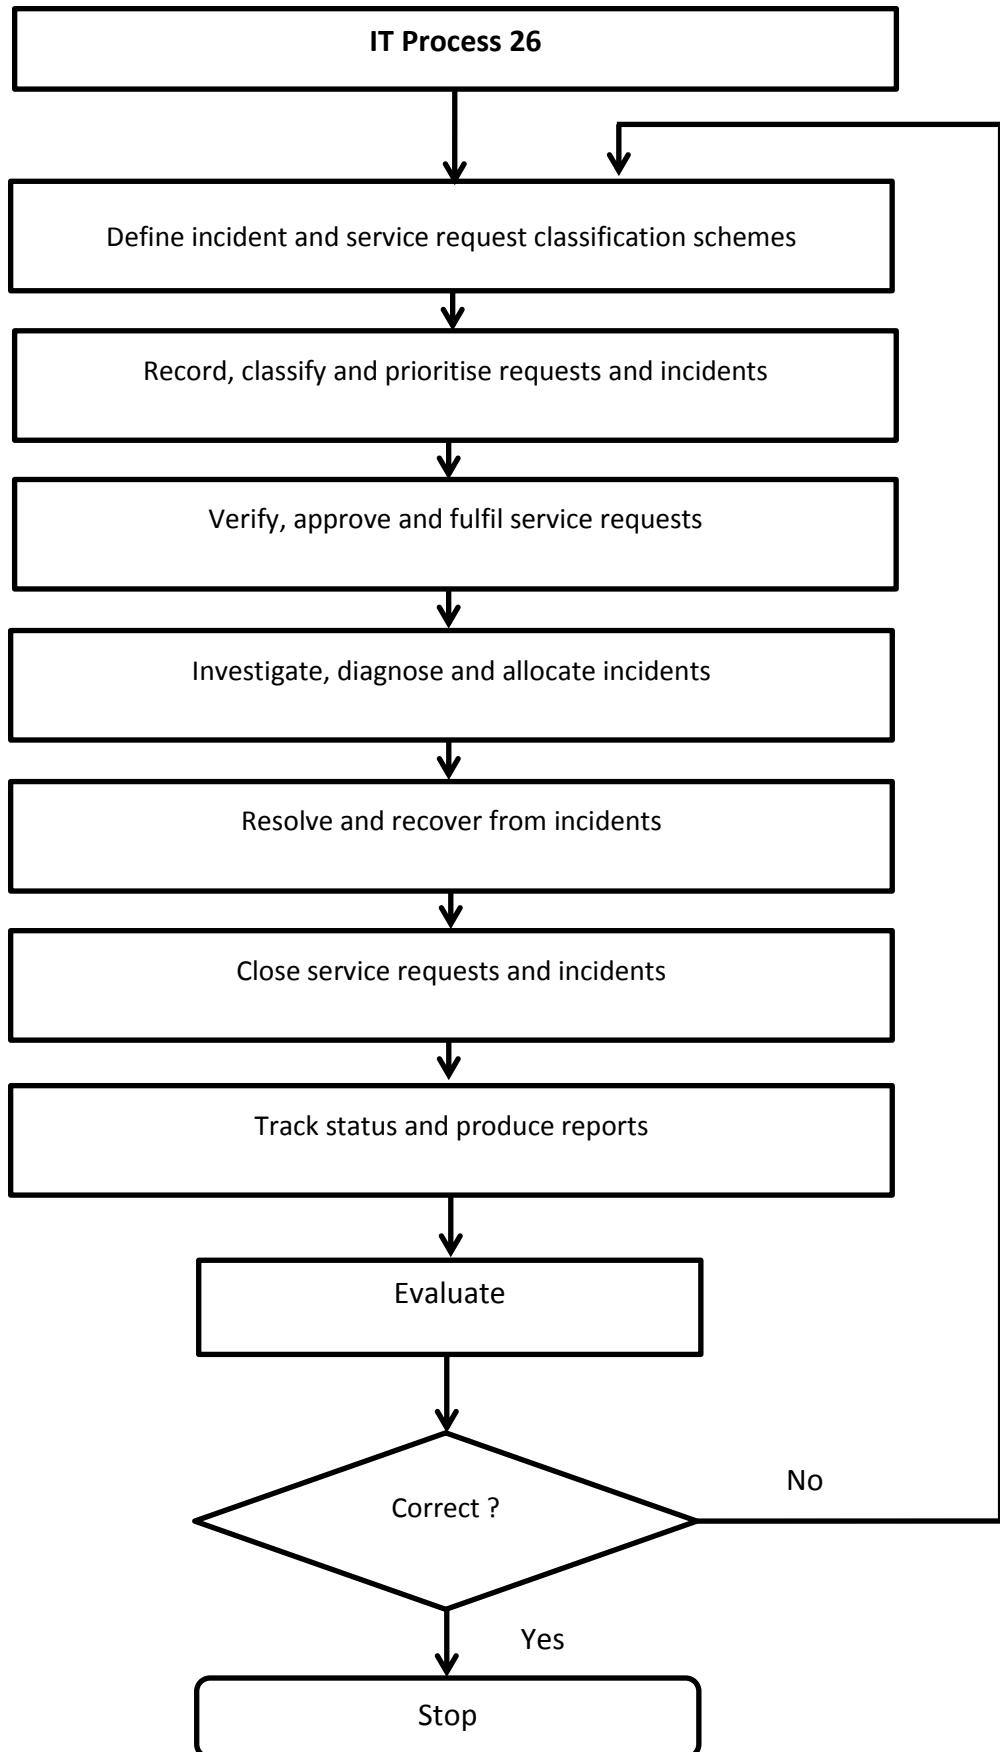 IT Process 26
Define incident and service request classification schemes
Record, classify and prioritise requests and incidents
Verify, approve and fulfil service requests
Investigate, diagnose and allocate incidents
Resolve and recover from incidents
Close service requests and incidents
Track status and produce reports
Evaluate
Correct ?
No
Yes
Stop